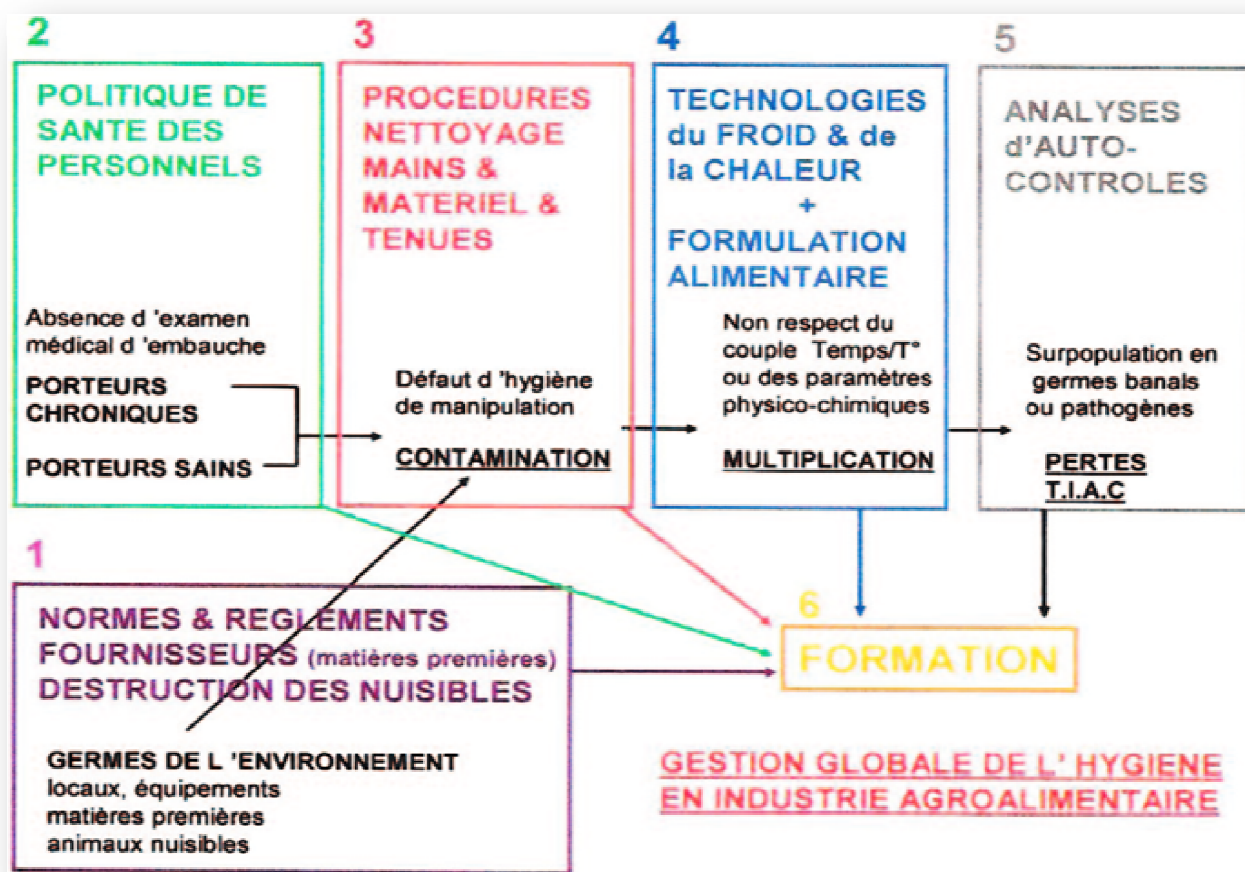 2
POLITIQUE DE
SANTE DES
PERSONNELS
Absence d 'examen
médical d 'embauche
PORTEURS
CHRONIQUES
PORTEURS SAINS
3
PROCEDURES
NETTOYAGE
MAINS &
MATERIEL &
TENUES
Défaut d 'hygiène
de manipulation
CONTAMINATION
4
TECHNOLOGIES
du FROID & de
la CHALEUR
+
FORMULATION
ALIMENTAIRE
Non respect du
couple Temps/T°
ou des paramètres
physico-chimiques
MULTIPLICATION
5
ANALYSES
d'AUTO-
CONTROLES
Surpopulation en
germes banals
ou pathogènes
PERTES
T.I.A.C
1
NORMES & REGLEMENTS
FOURNISSEURS (matières premières)
DESTRUCTION DES NUISIBLES
GERMES DE L 'ENVIRONNEMENT
locaux, équipements
matières premières
animaux nuisibles
6
FORMATION
GESTION GLOBALE DE L' HYGIENE
EN INDUSTRIE AGROALIMENTAIRE